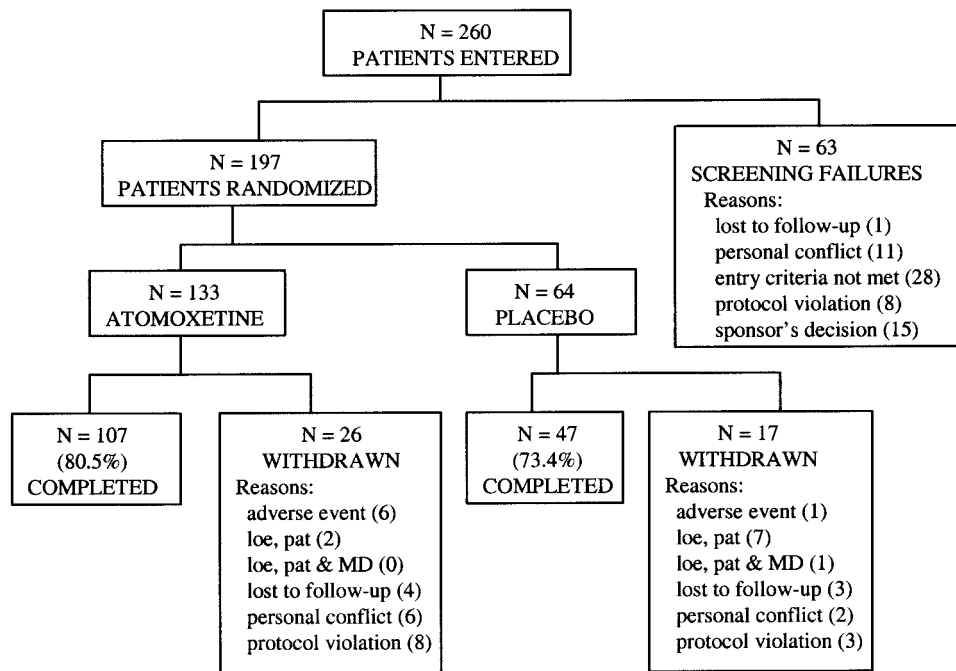 N = 260
PATIENTS ENTERED
N = 197
PATIENTS RANDOMIZED
N = 63
SCREENING FAILURES
Reasons:
lost to follow-up (1)
personal conflict (11)
entry criteria not met (28)
protocol violation (8)
sponsor's decision (15)
N = 133
ATOMOXETINE
N = 64
PLACEBO
N = 107
(80.5%)
COMPLETED
N = 26
WITHDRAWN
Reasons:
adverse event (6)
loe, pat (2)
loe, pat & MD (0)
lost to follow-up (4)
personal conflict (6)
protocol violation (8)
N = 47
(73.4%)
COMPLETED
N = 17
WITHDRAWN
Reasons:
adverse event (1)
loe, pat (7)
loe, pat & MD (1)
lost to follow-up (3)
personal conflict (2)
protocol violation (3)